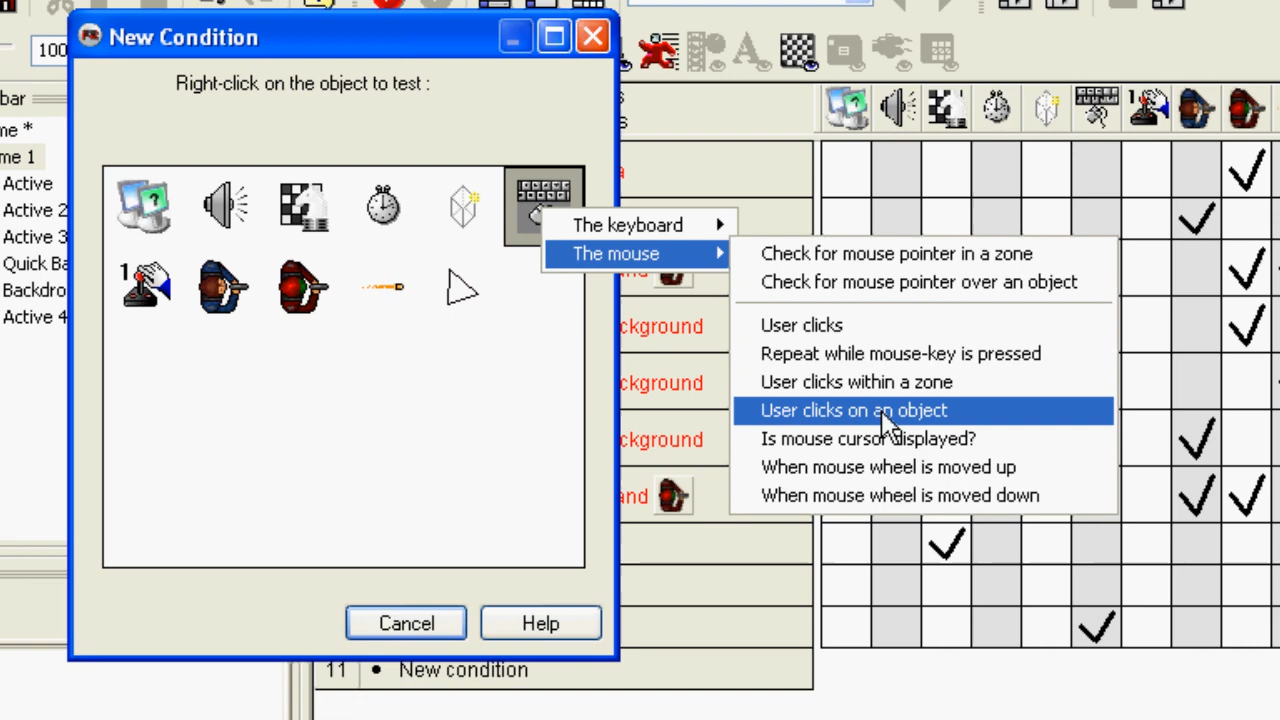 New Condition
100
Right-click on the object to test :
bar
me *
me 1
Active
Active 2
Active 3
Quick Ba
Backdro
Active 4
The keyboard
The mouse
Check for mouse pointer in a zone
Check for mouse pointer over an object
User clicks
Repeat while mouse-key is pressed
User clicks within a zone
User clicks on an object
Is mouse cursor displayed?
When mouse wheel is moved up
When mouse wheel is moved down
ckground
ckground
ckground
and
Cancel
Help
11 • New condition